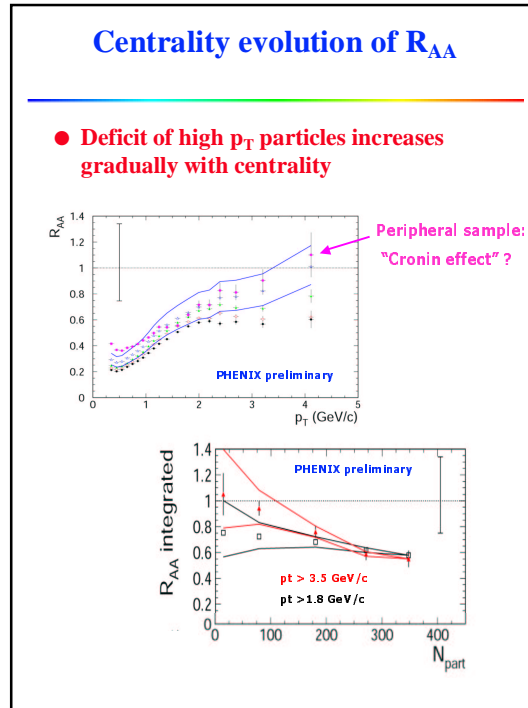 Centrality evolution of RAA
● Deficit of high pT particles increases
gradually with centrality
RAA
1.4
1.2
1
0.8
0.6
0.4
0.2
0
0
1
2
3
4
5
pT (GeV/c)
PHENIX preliminary
Peripheral sample:
"Cronin effect" ?
RAA integrated
1.4
1.2
1
0.8
0.6
0.4
0.2
0
0
100
200
300
400
Npart
PHENIX preliminary
pt > 3.5 GeV/c
pt >1.8 GeV/c